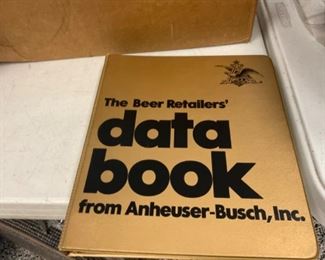 The Beer Retailers'
data
book
from Anheuser-Busch, Inc.